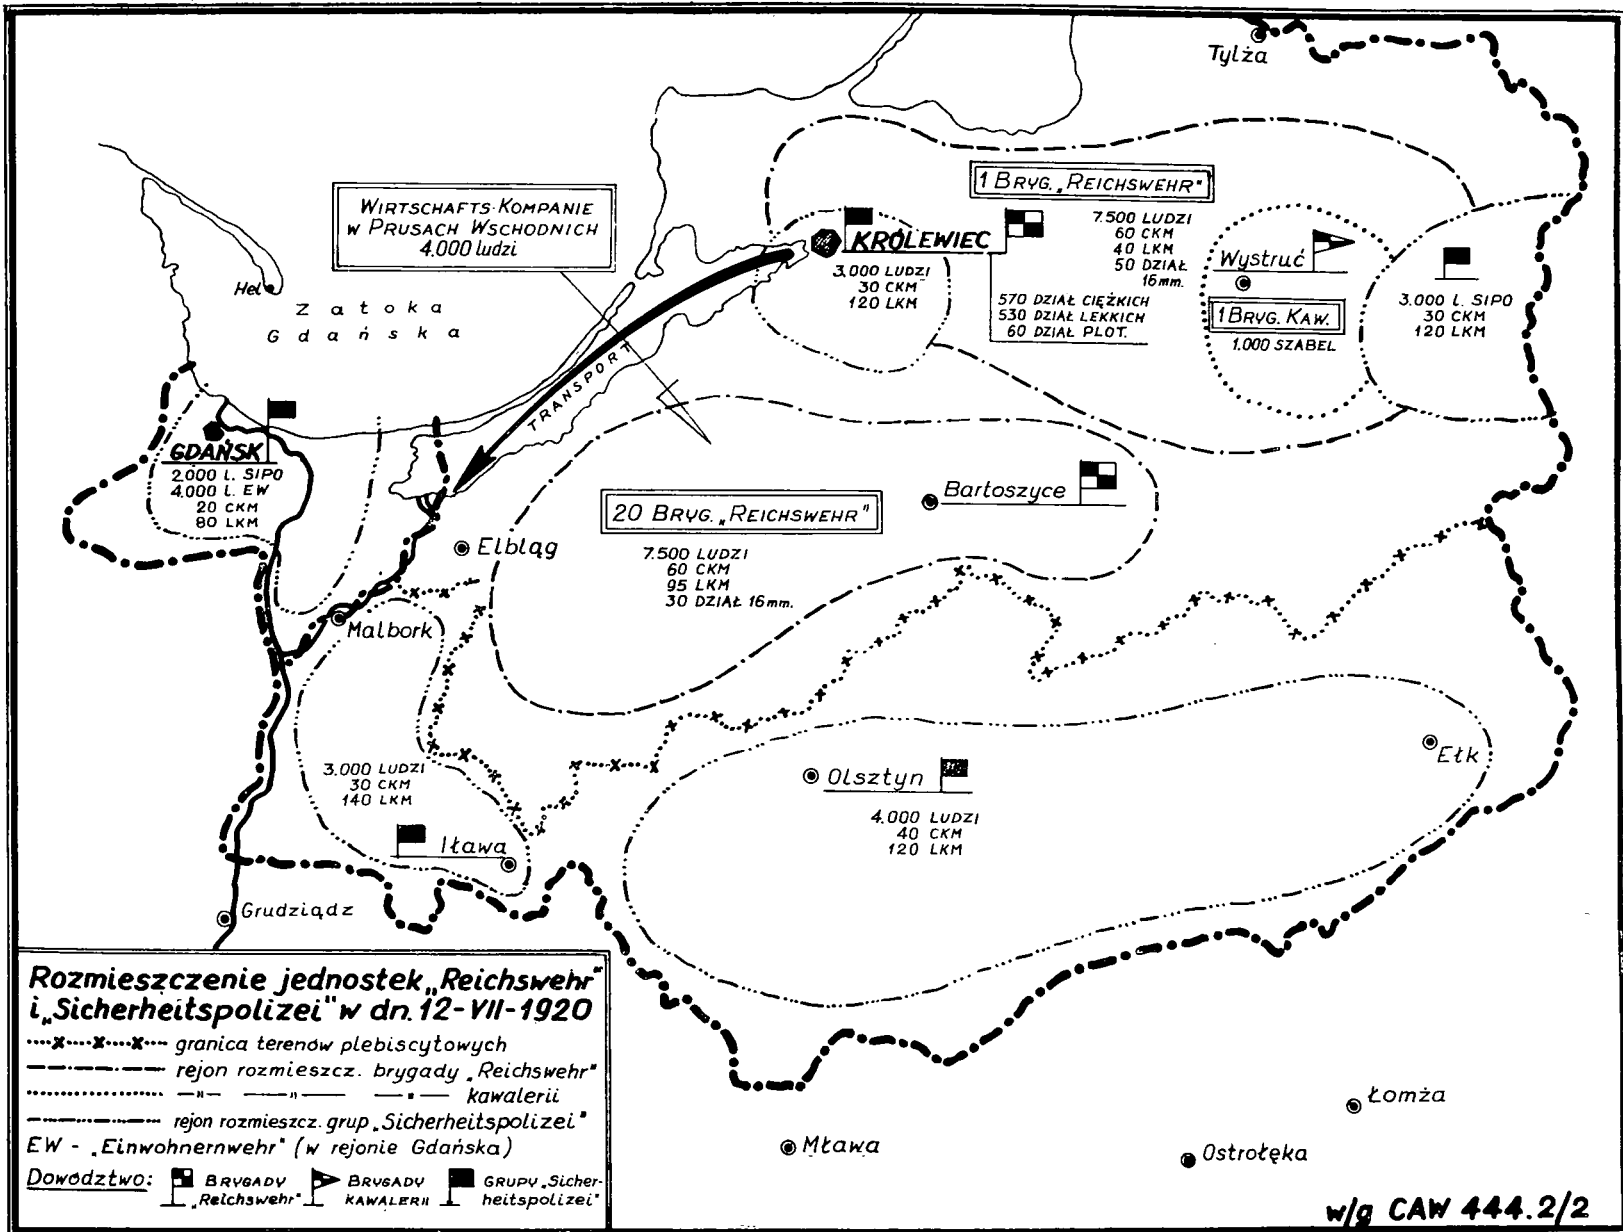 Tylża
1 BRYG. „REICHSWEHR"
7.500 LUDZI
60 CKM
40 LKM
50 DZIAŁ
16mm.
WIRTSCHAFTS-KOMPANIE
W PRUSACH WSCHODNICH
4.000 ludzi
KRÓLEWIEC
3.000 LUDZI
30 CKM
120 LKM
570 DZIAŁ CIĘŻKICH
530 DZIAŁ LEKKICH
60 DZIAŁ PLOT.
Wystruć
1 BRYG. KAW.
1.000 SZABEL
3.000 L. SIPO
30 CKM
120 LKM
Hel
Zatoka
Gdańska
TRANSPORT
GDAŃSK
2.000 L. SIPO
4.000 L. EW
20 CKM
80 LKM
Bartoszyce
20 BRYG. „REICHSWEHR"
7.500 LUDZI
60 CKM
95 LKM
30 DZIAŁ 16mm.
Elbląg
Malbork
3.000 LUDZI
30 CKM
140 LKM
Iława
Olsztyn
4.000 LUDZI
40 CKM
120 LKM
Ełk
Grudziądz
Rozmieszczenie jednostek „Reichswehr"
i „Sicherheitspolizei" w dn. 12-VII-1920
granica terenów plebiscytowych
rejon rozmieszcz. brygady „Reichswehr"
—"— —"— —"— kawalerii
rejon rozmieszcz. grup „Sicherheitspolizei"
EW - „Einwohnernwehr" (w rejonie Gdańska)
Dowództwo: BRYGADY „Reichswehr" BRYGADY KAWALERII GRUPY „Sicherheitspolizei"
Mława
Łomża
Ostrołęka
w/g CAW 444.2/2